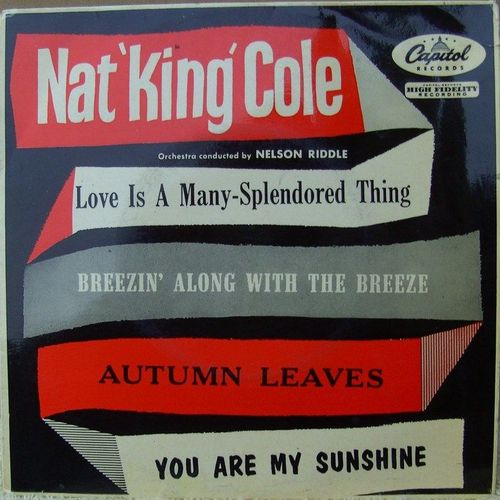 Nat 'King' Cole
Capitol
RECORDS
HIGH FIDELITY
RECORDING
Orchestra conducted by NELSON RIDDLE
Love Is A Many-Splendored Thing
BREEZIN' ALONG WITH THE BREEZE
AUTUMN LEAVES
YOU ARE MY SUNSHINE